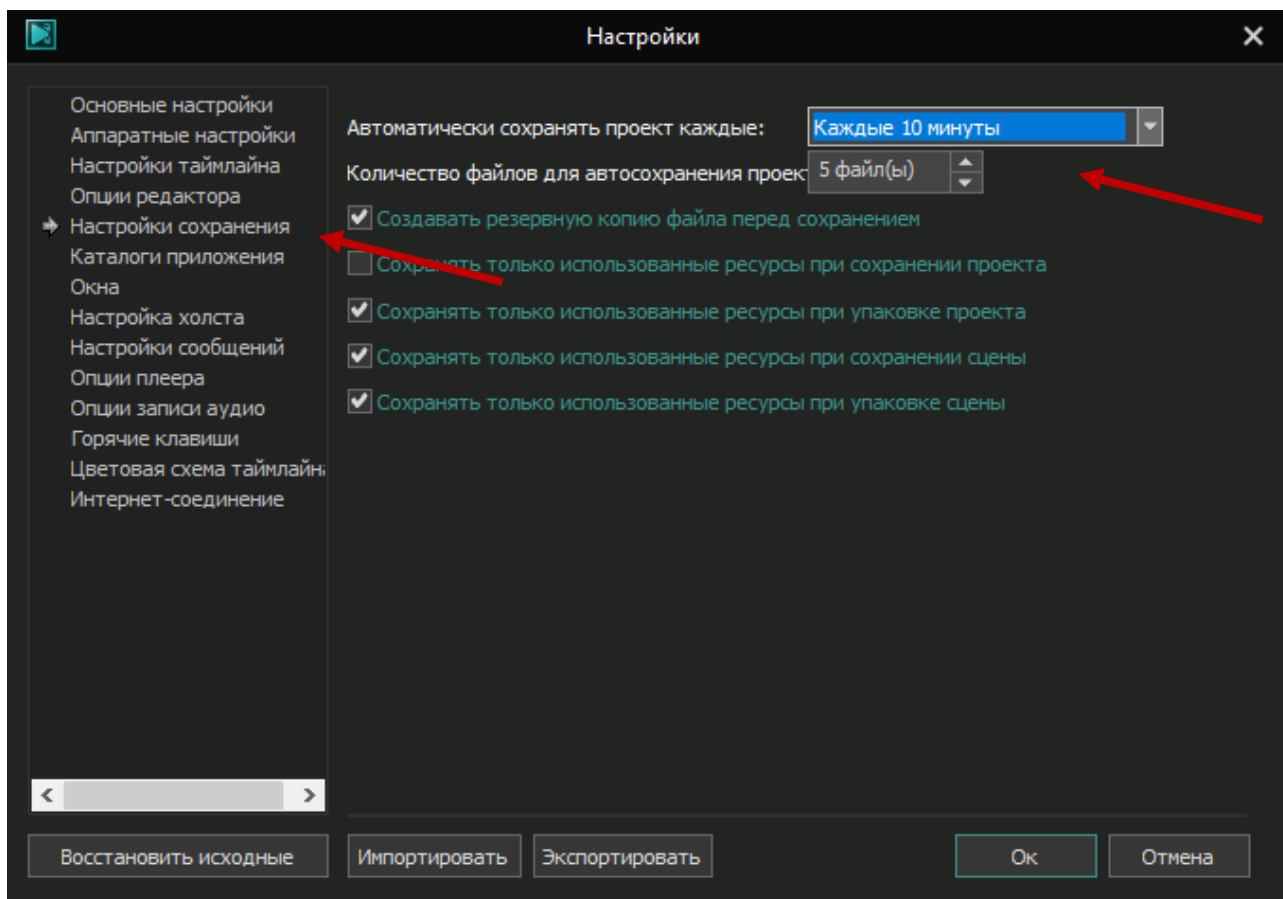 Настройки
Основные настройки
Аппаратные настройки
Настройки таймлайна
Опции редактора
Настройки сохранения
Каталоги приложения
Окна
Настройка холста
Настройки сообщений
Опции плеера
Опции записи аудио
Горячие клавиши
Цветовая схема таймлайна
Интернет-соединение
Автоматически сохранять проект каждые: Каждые 10 минуты
Количество файлов для автосохранения проек 5 файл(ы)
Создавать резервную копию файла перед сохранением
Сохранять только использованные ресурсы при сохранении проекта
Сохранять только использованные ресурсы при упаковке проекта
Сохранять только использованные ресурсы при сохранении сцены
Сохранять только использованные ресурсы при упаковке сцены
Восстановить исходные Импортировать Экспортировать Ок Отмена